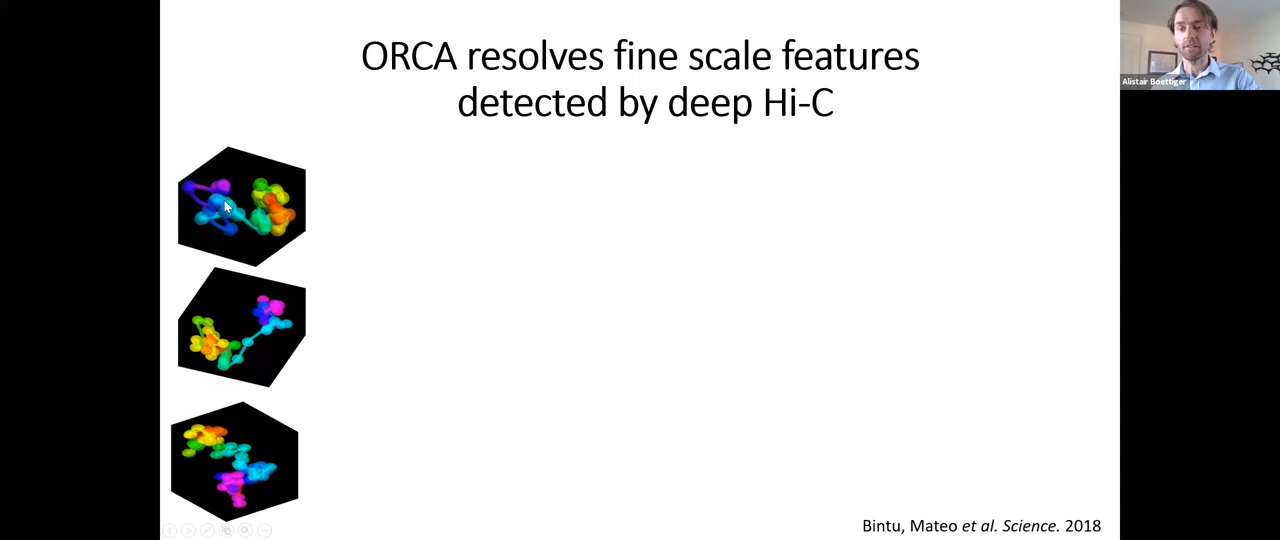 ORCA resolves fine scale features
detected by deep Hi-C
Alistair Boettiger
Bintu, Mateo et al. Science. 2018